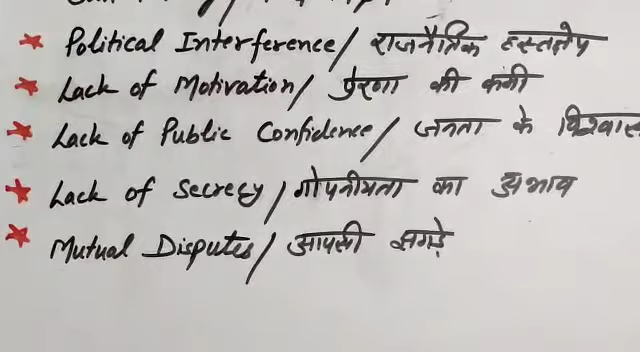 ★ Political Interference / राजनैतिक हस्तक्षेप
★ Lack of Motivation / प्रेरणा की कमी
★ Lack of Public Confidence / जनता के विश्वास
★ Lack of Secrecy / गोपनीयता का अभाव
★ Mutual Disputes / आपसी झगड़े